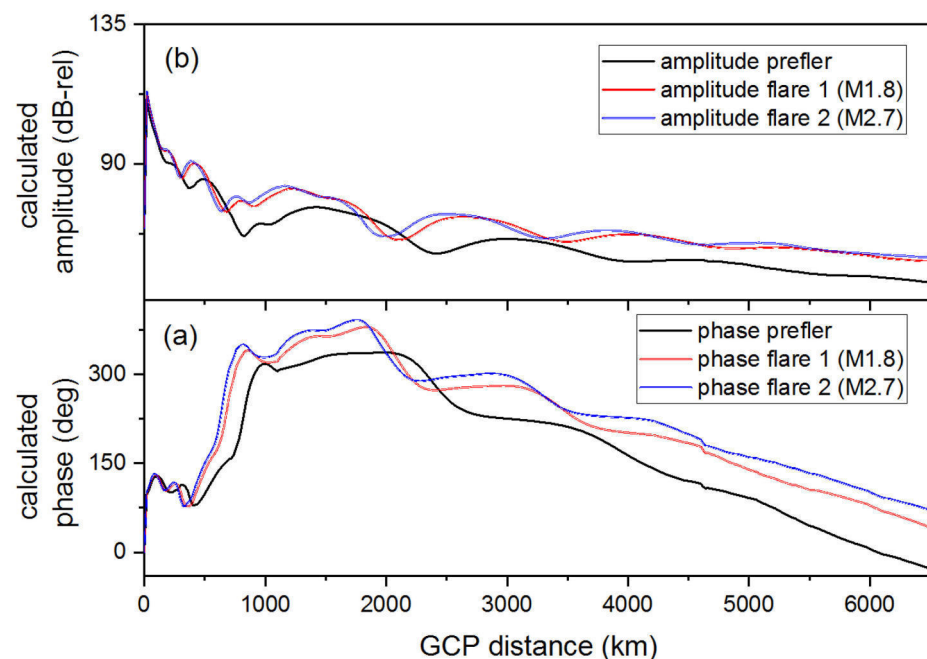 135
(b)
amplitude prefler
amplitude flare 1 (M1.8)
amplitude flare 2 (M2.7)
90
calculated
amplitude (dB-rel)
(a)
phase prefler
phase flare 1 (M1.8)
phase flare 2 (M2.7)
300
150
0
calculated
phase (deg)
0 1000 2000 3000 4000 5000 6000
GCP distance (km)